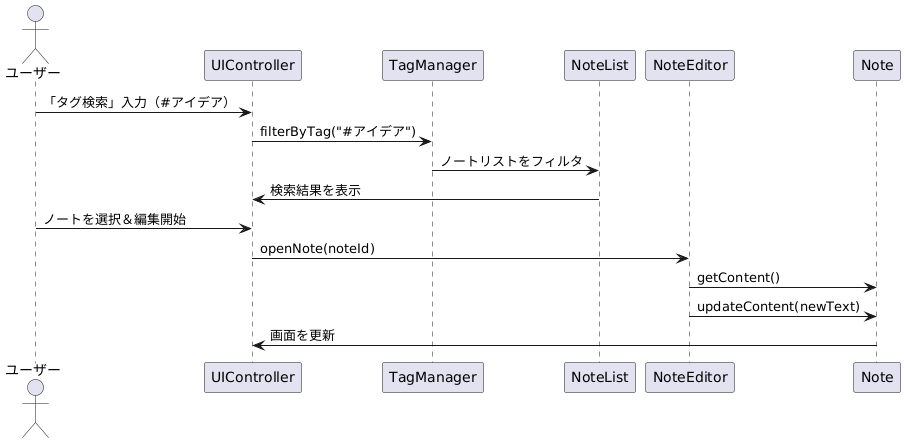 ユーザー
UIController
TagManager
NoteList
NoteEditor
Note
「タグ検索」入力（#アイデア）
filterByTag("#アイデア")
ノートリストをフィルタ
検索結果を表示
ノートを選択＆編集開始
openNote(noteId)
getContent()
updateContent(newText)
画面を更新
ユーザー
UIController
TagManager
NoteList
NoteEditor
Note